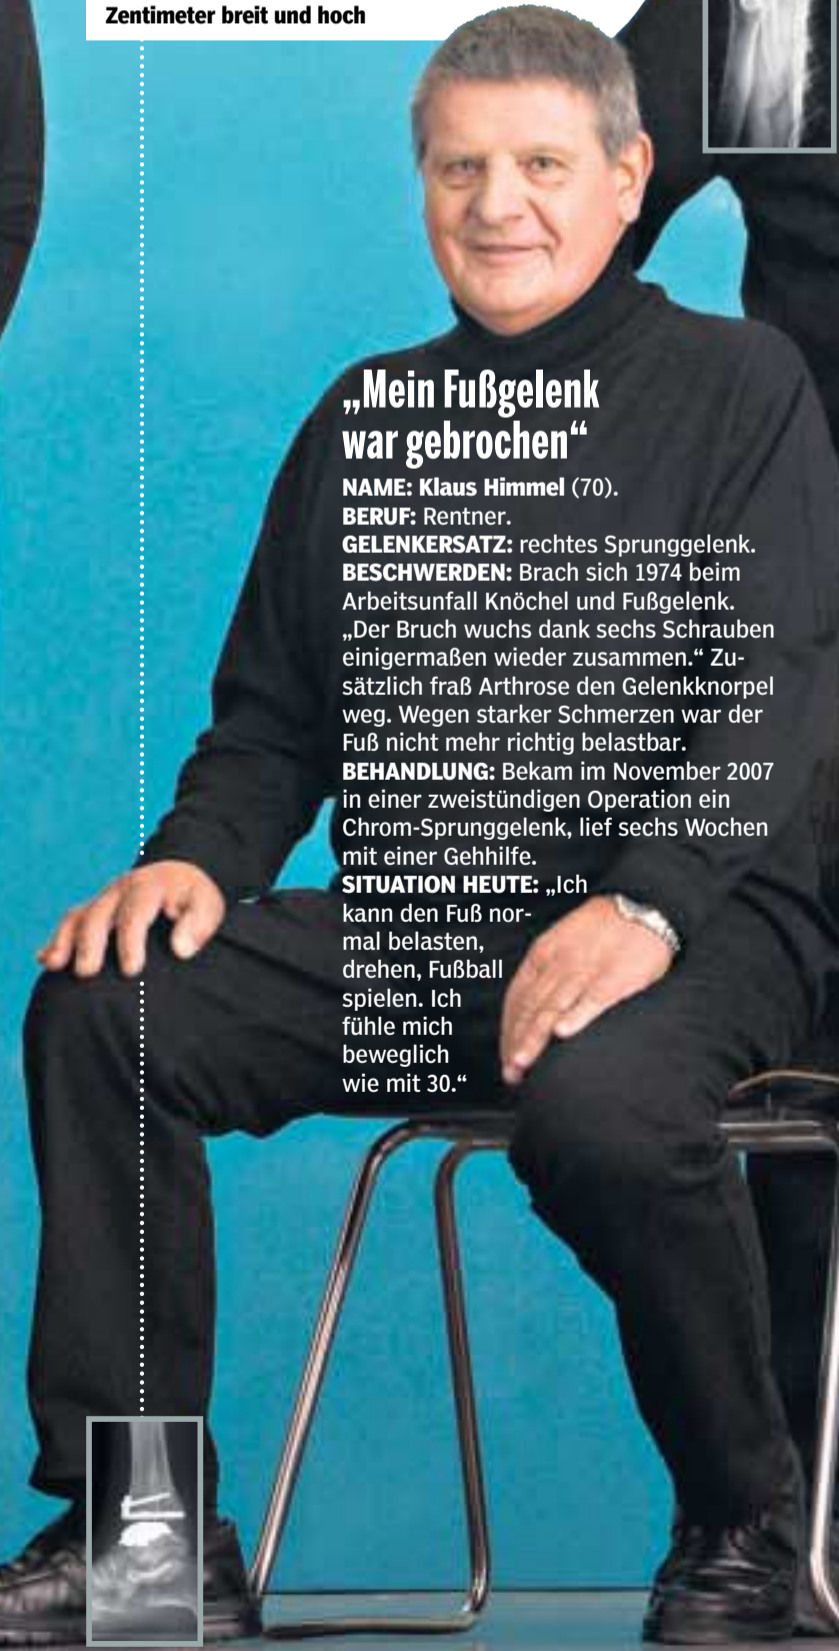 Zentimeter breit und hoch
„Mein Fußgelenk
war gebrochen“
NAME: Klaus Himmel (70).
BERUF: Rentner.
GELENKERSATZ: rechtes Sprunggelenk.
BESCHWERDEN: Brach sich 1974 beim
Arbeitsunfall Knöchel und Fußgelenk.
„Der Bruch wuchs dank sechs Schrauben
einigermaßen wieder zusammen.“ Zu-
sätzlich fraß Arthrose den Gelenkknorpel
weg. Wegen starker Schmerzen war der
Fuß nicht mehr richtig belastbar.
BEHANDLUNG: Bekam im November 2007
in einer zweistündigen Operation ein
Chrom-Sprunggelenk, lief sechs Wochen
mit einer Gehhilfe.
SITUATION HEUTE: „Ich
kann den Fuß nor-
mal belasten,
drehen, Fußball
spielen. Ich
fühle mich
beweglich
wie mit 30.“